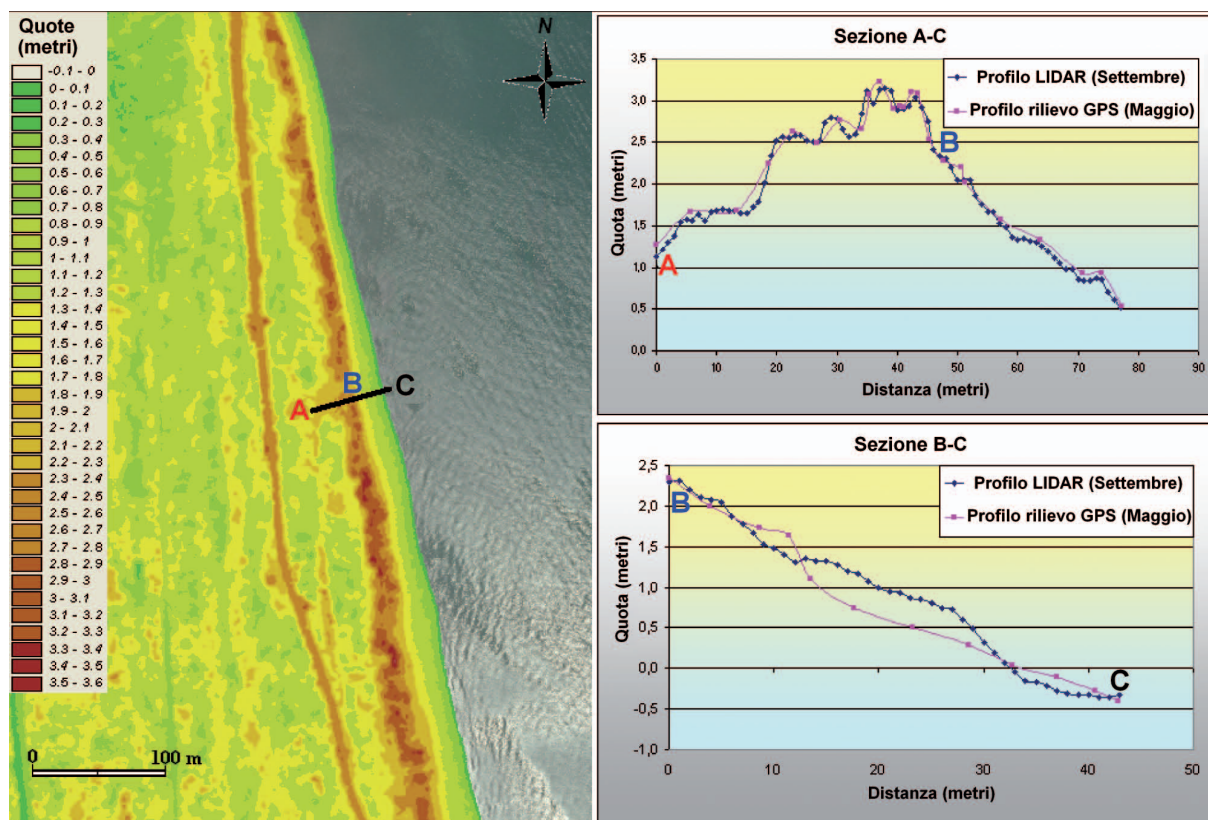 Quote
(metri)
-0.1 - 0
0 - 0.1
0.1 - 0.2
0.2 - 0.3
0.3 - 0.4
0.4 - 0.5
0.5 - 0.6
0.6 - 0.7
0.7 - 0.8
0.8 - 0.9
0.9 - 1
1 - 1.1
1.1 - 1.2
1.2 - 1.3
1.3 - 1.4
1.4 - 1.5
1.5 - 1.6
1.6 - 1.7
1.7 - 1.8
1.8 - 1.9
1.9 - 2
2 - 2.1
2.1 - 2.2
2.2 - 2.3
2.3 - 2.4
2.4 - 2.5
2.5 - 2.6
2.6 - 2.7
2.7 - 2.8
2.8 - 2.9
2.9 - 3
3 - 3.1
3.1 - 3.2
3.2 - 3.3
3.3 - 3.4
3.4 - 3.5
3.5 - 3.6
N
A
B
C
0 100 m
Sezione A-C
Profilo LIDAR (Settembre)
Profilo rilievo GPS (Maggio)
Quota (metri)
3,5
3,0
2,5
2,0
1,5
1,0
0,5
0,0
A
B
0 10 20 30 40 50 60 70 80 90
Distanza (metri)
Sezione B-C
Profilo LIDAR (Settembre)
Profilo rilievo GPS (Maggio)
Quota (metri)
2,5
2,0
1,5
1,0
0,5
0,0
-0,5
-1,0
B
C
0 10 20 30 40 50
Distanza (metri)